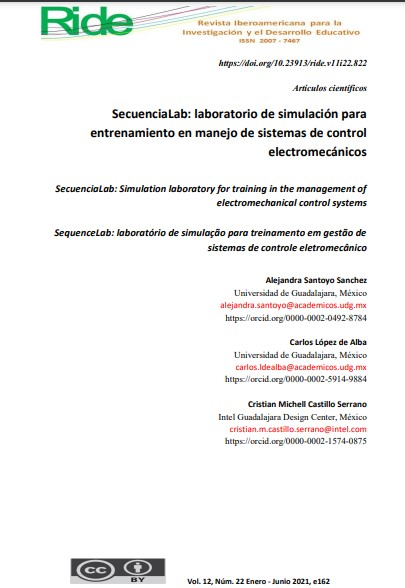 Ride
Revista Iberoamericana para la
Investigación y el Desarrollo Educativo
ISSN 2007 - 7467
https://doi.org/10.23913/ride.v11i22.822
Artículos científicos
SecuenciaLab: laboratorio de simulación para
entrenamiento en manejo de sistemas de control
electromecánicos
SecuenciaLab: Simulation laboratory for training in the management of
electromechanical control systems
SequenceLab: laboratório de simulação para treinamento em gestão de
sistemas de controle eletromecânico
Alejandra Santoyo Sanchez
Universidad de Guadalajara, México
alejandra.santoyo@academicos.udg.mx
https://orcid.org/0000-0002-0492-8784
Carlos López de Alba
Universidad de Guadalajara, México
carlos.ldealba@academicos.udg.mx
https://orcid.org/0000-0002-5914-9884
Cristian Michell Castillo Serrano
Intel Guadalajara Design Center, México
cristian.m.castillo.serrano@intel.com
https://orcid.org/0000-0002-1574-0875
cc
BY
Vol. 12, Núm. 22 Enero - Junio 2021, e162